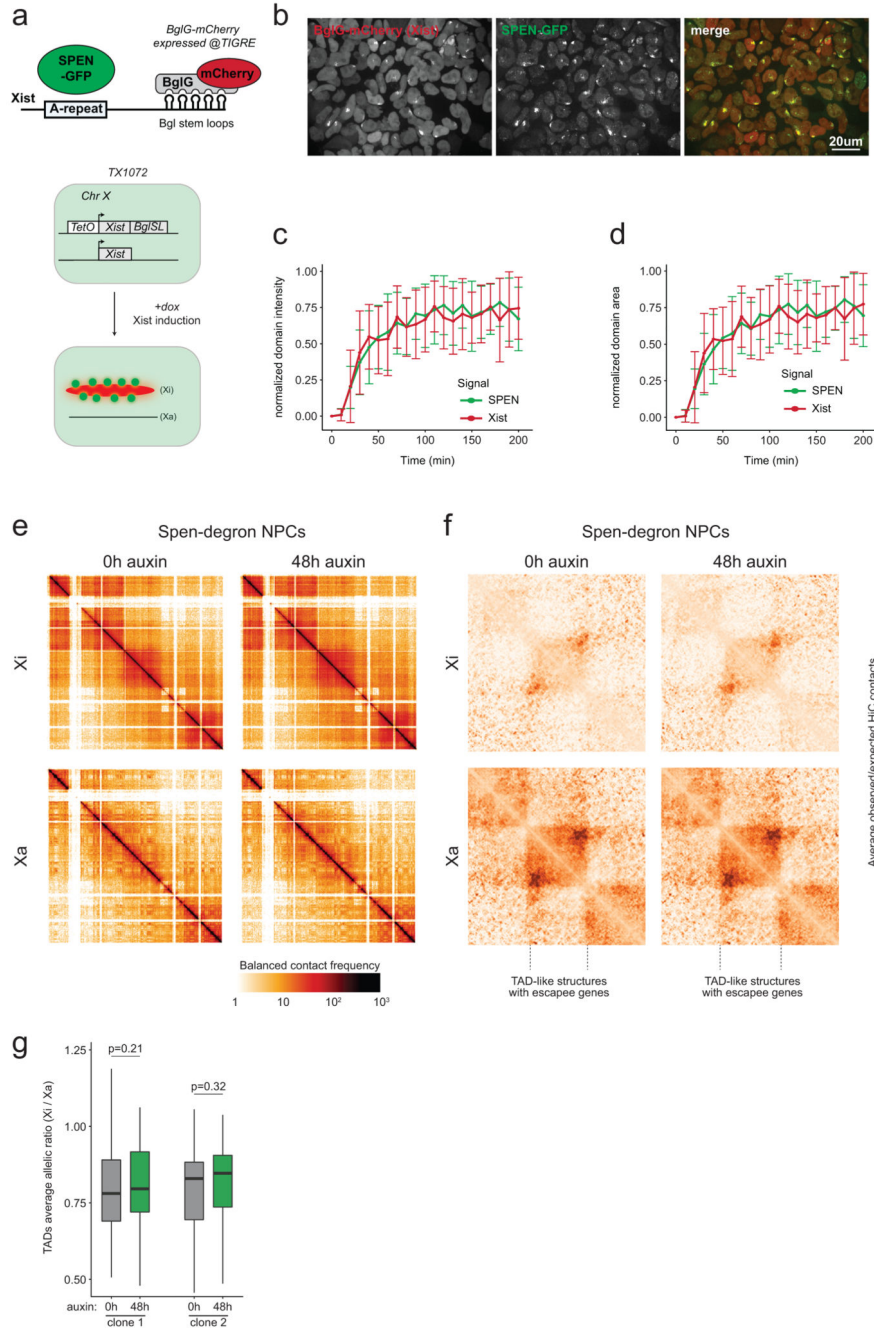 a
BglG-mCherry
expressed @TIGRE
SPEN
-GFP
mCherry
BglG
Xist
A-repeat
Bgl stem loops
TX1072
Chr X
TetO
Xist
BglSL
Xist
+dox
Xist induction
(Xi)
(Xa)
b
BglG-mCherry (Xist)
SPEN-GFP
merge
20um
c
1.00
0.75
0.50
0.25
0.00
normalized domain intensity
Signal
SPEN
Xist
0
50
100
150
200
Time (min)
d
1.00
0.75
0.50
0.25
0.00
normalized domain area
Signal
SPEN
Xist
0
50
100
150
200
Time (min)
e
Spen-degron NPCs
0h auxin
48h auxin
Xi
Xa
Balanced contact frequency
1
10
10²
10³
f
Spen-degron NPCs
0h auxin
48h auxin
Xi
Xa
TAD-like structures
with escapee genes
TAD-like structures
with escapee genes
Average observed/expected HiC contacts
g
1.25
1.00
0.75
0.50
TADs average allelic ratio (Xi / Xa)
p=0.21
p=0.32
auxin:
0h
48h
0h
48h
clone 1
clone 2